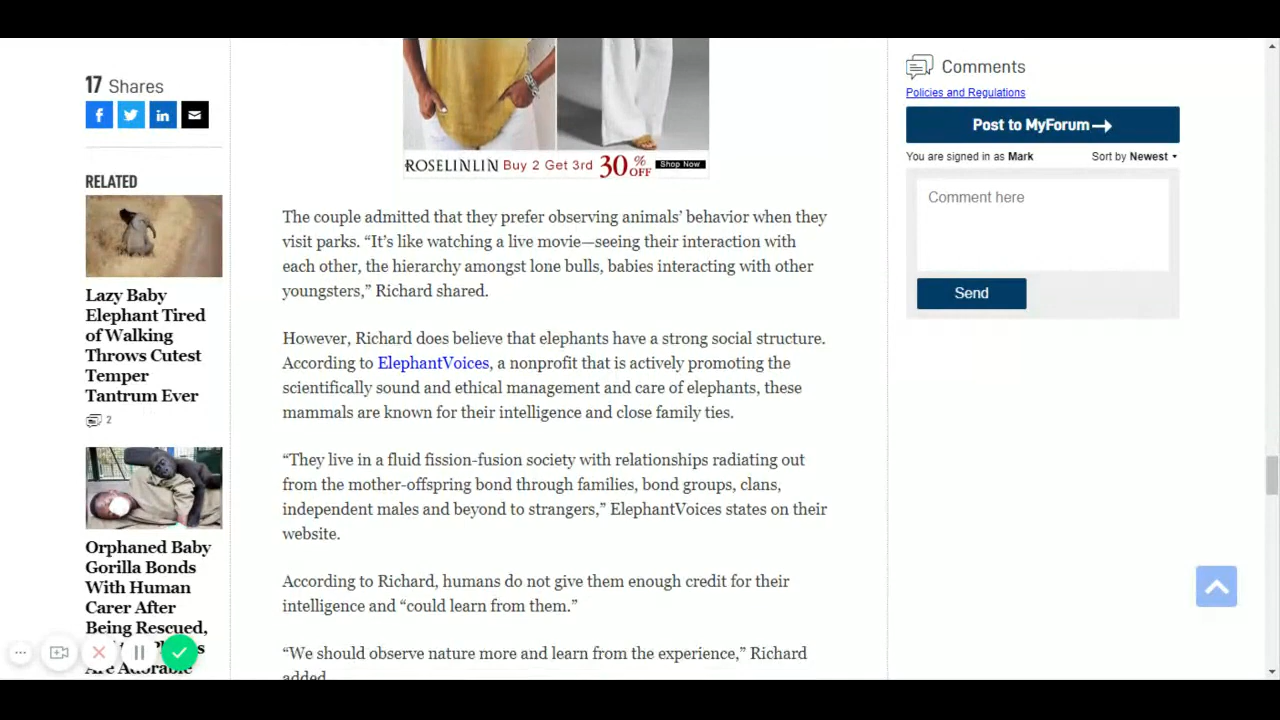 17 Shares
RELATED
Lazy Baby
Elephant Tired
of Walking
Throws Cutest
Temper
Tantrum Ever
2
Orphaned Baby
Gorilla Bonds
With Human
Carer After
Being Rescued,
Are Adorable
ROSELINLIN Buy 2 Get 3rd 30 % OFF Shop Now
The couple admitted that they prefer observing animals’ behavior when they
visit parks. “It’s like watching a live movie—seeing their interaction with
each other, the hierarchy amongst lone bulls, babies interacting with other
youngsters,” Richard shared.
However, Richard does believe that elephants have a strong social structure.
According to ElephantVoices, a nonprofit that is actively promoting the
scientifically sound and ethical management and care of elephants, these
mammals are known for their intelligence and close family ties.
“They live in a fluid fission-fusion society with relationships radiating out
from the mother-offspring bond through families, bond groups, clans,
independent males and beyond to strangers,” ElephantVoices states on their
website.
According to Richard, humans do not give them enough credit for their
intelligence and “could learn from them.”
“We should observe nature more and learn from the experience,” Richard
added.
Comments
Policies and Regulations
Post to MyForum
You are signed in as Mark Sort by Newest
Comment here
Send